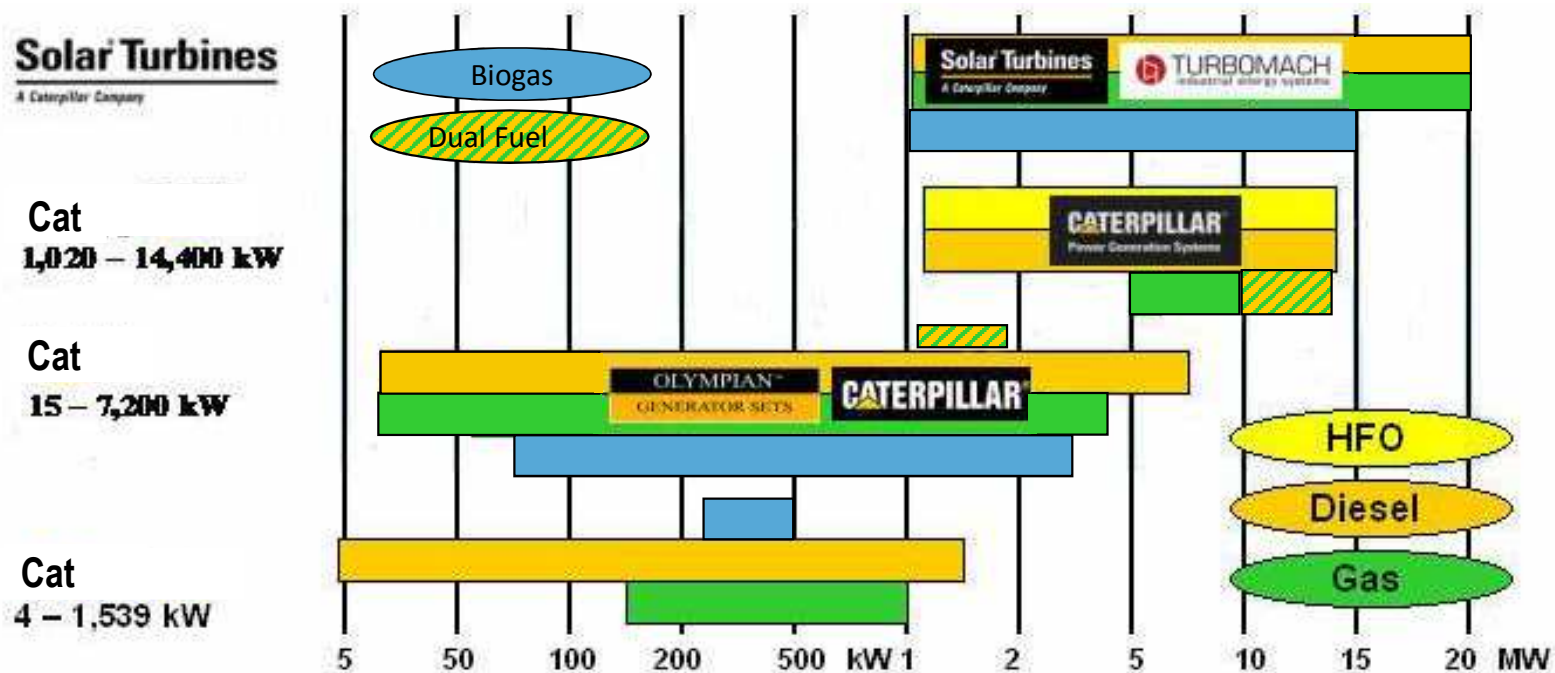 Solar Turbines
A Caterpillar Company
Biogas
Dual Fuel
Solar Turbines
A Caterpillar Company
TURBOMACH
industrial energy systems
Cat
1,020 – 14,400 kW
CATERPILLAR
Power Generation Systems
Cat
15 – 7,200 kW
OLYMPIAN™
GENERATOR SETS
CATERPILLAR®
HFO
Diesel
Gas
Cat
4 – 1,539 kW
5 50 100 200 500 kW 1 2 5 10 15 20 MW